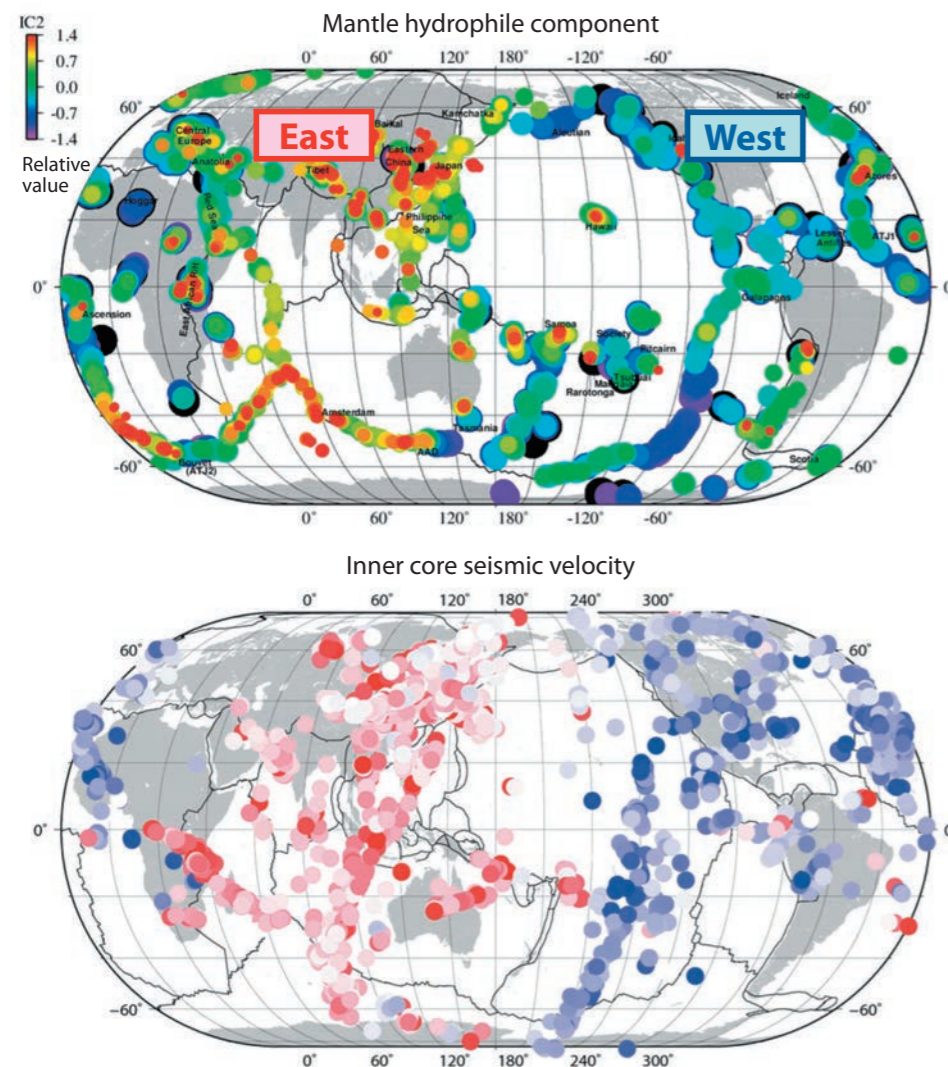 Mantle hydrophile component
IC2
1.4
0.7
0.0
-0.7
-1.4
Relative
value
0° 60° 120° 180° -120° -60°
60°
0°
-60°
East
West
Iceland
Kamchatka
Aleutian
Baikal
Central
Europe
Anatolia
Eastern
China
Japan
Tibet
Azores
Hoggar
Red Sea
Philippine
Sea
Hawaii
Lesser
Antilles
ATJ1
0°
East African Rift
Galapagos
Ascension
Samoa
Society
Pitcairn
Tsubuai
Rarotonga
Amsterdam
Tasmania
AAD
Bouvet
(ATJ2)
Scotia
-60°
0° 60° 120° 180° -120° -60°
Inner core seismic velocity
0° 60° 120° 180° 240° 300°
60°
60°
0°
−60°
−60°
0° 60° 120° 180° 240° 300°